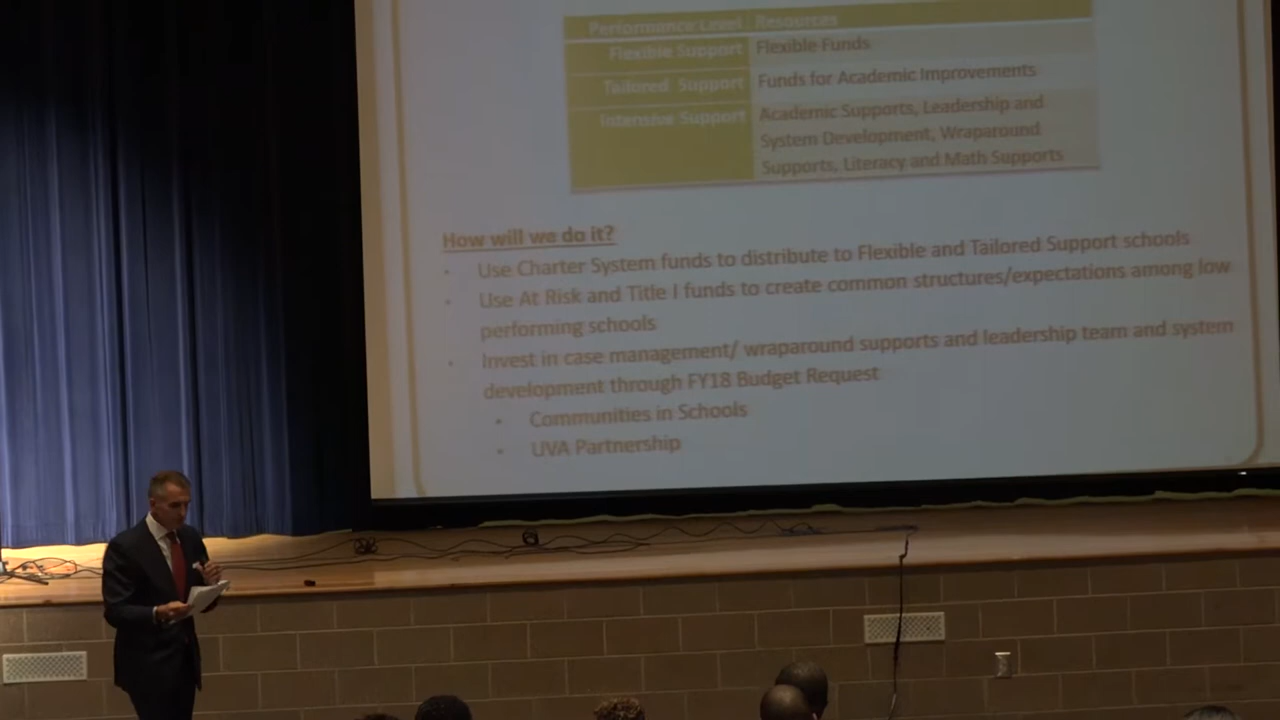 Performance Level Resources
Flexible Support Flexible Funds
Tailored Support Funds for Academic Improvements
Intensive Support Academic Supports, Leadership and
System Development, Wraparound
Supports, Literacy and Math Supports
How will we do it?
• Use Charter System funds to distribute to Flexible and Tailored Support schools
• Use At Risk and Title I funds to create common structures/expectations among low
performing schools
• Invest in case management/ wraparound supports and leadership team and system
development through FY18 Budget Request
• Communities in Schools
• UVA Partnership